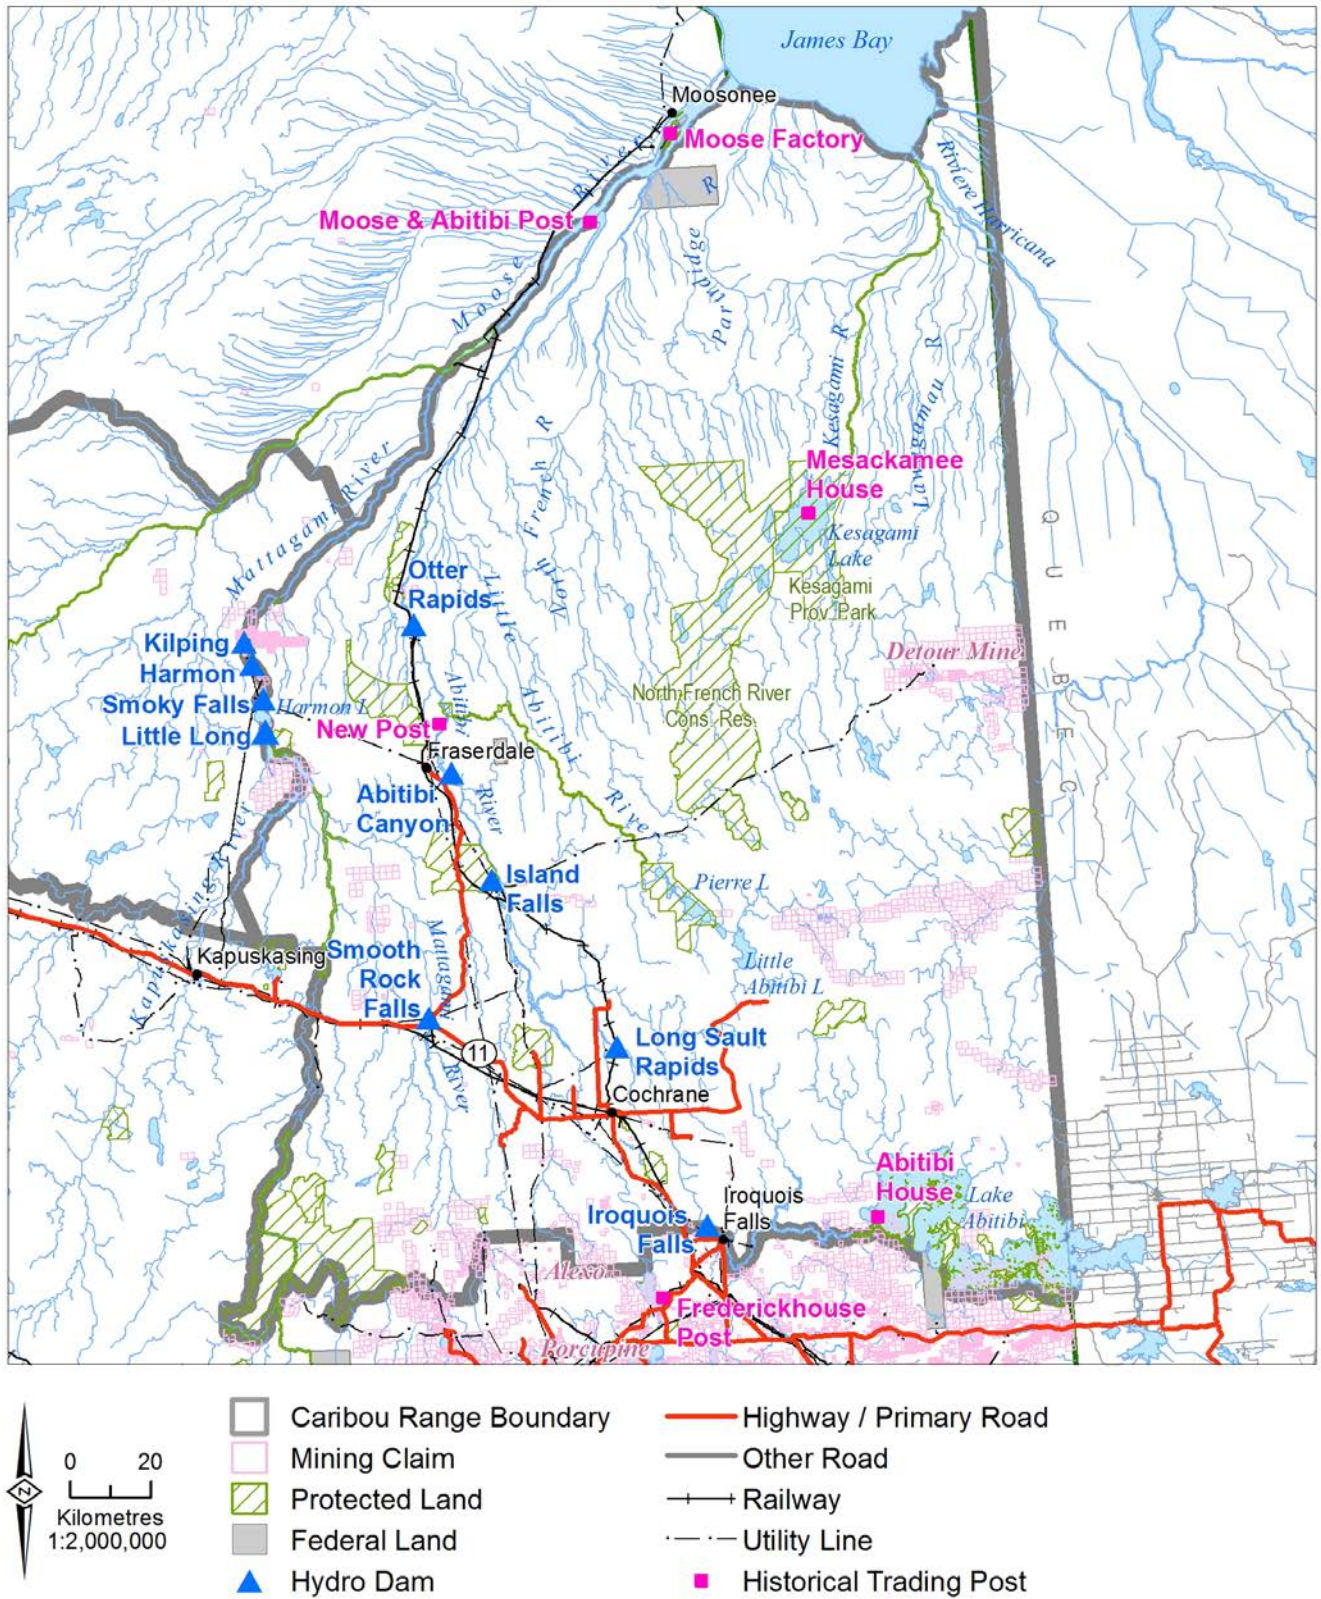 James Bay
Moosonee
Moose Factory
River
R
Riviere Harricana
Moose & Abitibi Post
Partridge
Moose
Kesagami R
Lawagamau R
North French R
Mattagami River
Mesackamee
House
Kesagami
Lake
Kesagami
Prov. Park
QUEBEC
Otter
Rapids
Little Abitibi River
Kilping
Harmon
Smoky Falls
Harmon L
Little Long
Detour Mine
North French River
Cons. Res.
Abitibi
New Post
Fraserdale
Abitibi
Canyon
River
Island
Falls
Pierre L
Kapuskasing River
Kapuskasing
Smooth
Rock
Falls
Mattagami
Little
Abitibi L
11
River
Long Sault
Rapids
Cochrane
Abitibi
House
Lake
Abitibi
Iroquois
Falls
Iroquois
Falls
Alexo
Frederickhouse
Post
Porcupine
Caribou Range Boundary
Mining Claim
Protected Land
Federal Land
Hydro Dam
Highway / Primary Road
Other Road
Railway
Utility Line
Historical Trading Post
N
0 20
Kilometres
1:2,000,000